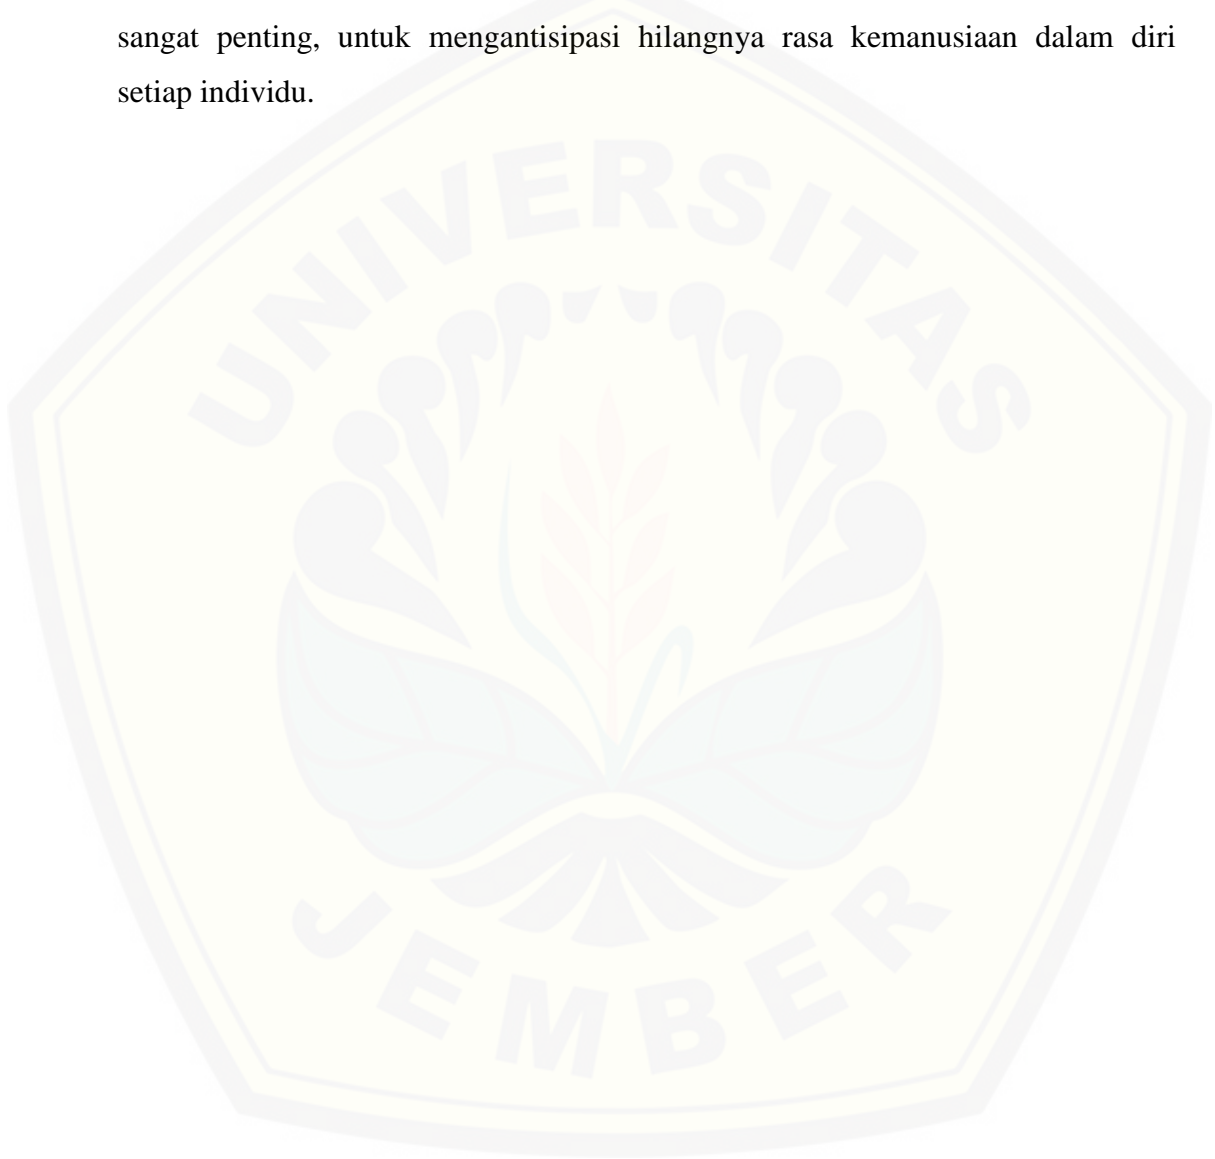 sangat penting, untuk mengantisipasi hilangnya rasa kemanusiaan dalam diri
setiap individu.
UNIVERSITAS
JEMBER